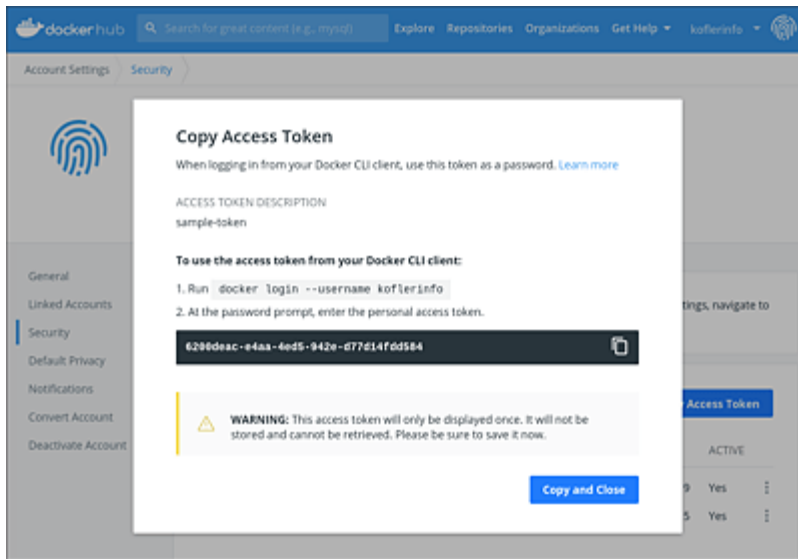 dockerhub
Search for great content (e.g., mysql)
Explore Repositories Organizations Get Help koflerinfo
Account Settings Security
Copy Access Token
When logging in from your Docker CLI client, use this token as a password. Learn more
ACCESS TOKEN DESCRIPTION
sample-token
To use the access token from your Docker CLI client:
1. Run docker login --username koflerinfo
2. At the password prompt, enter the personal access token.
6200deac-e4aa-4ed5-942e-d77d14fdd584
WARNING: This access token will only be displayed once. It will not be
stored and cannot be retrieved. Please be sure to save it now.
Copy and Close
General
Linked Accounts
Security
Default Privacy
Notifications
Convert Account
Deactivate Account
tings, navigate to
Access Token
ACTIVE
9 Yes
5 Yes